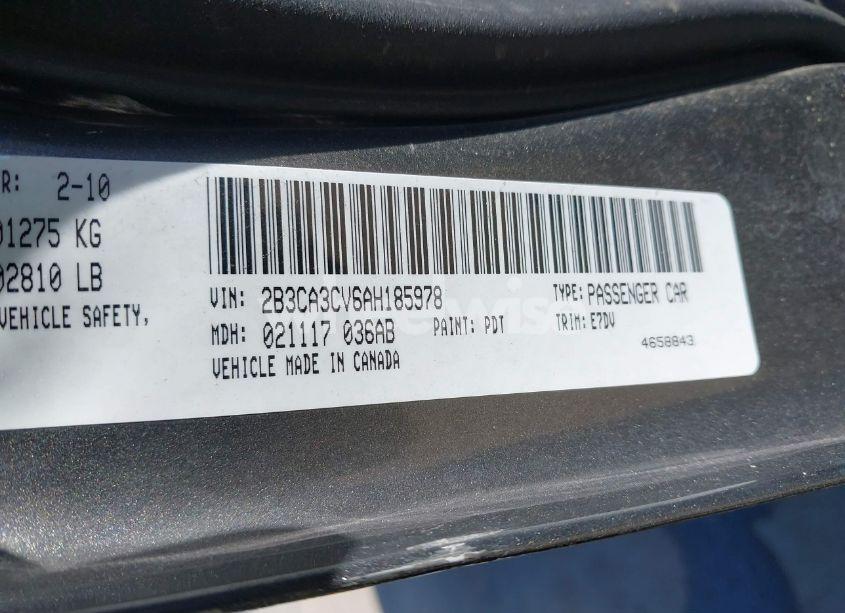 R: 2-10
01275 KG
02810 LB
VEHICLE SAFETY,
VIN: 2B3CA3CV6AH185978 TYPE: PASSENGER CAR
MDH: 021117 036AB PAINT: PDT TRIM: E7DV
VEHICLE MADE IN CANADA 4658843